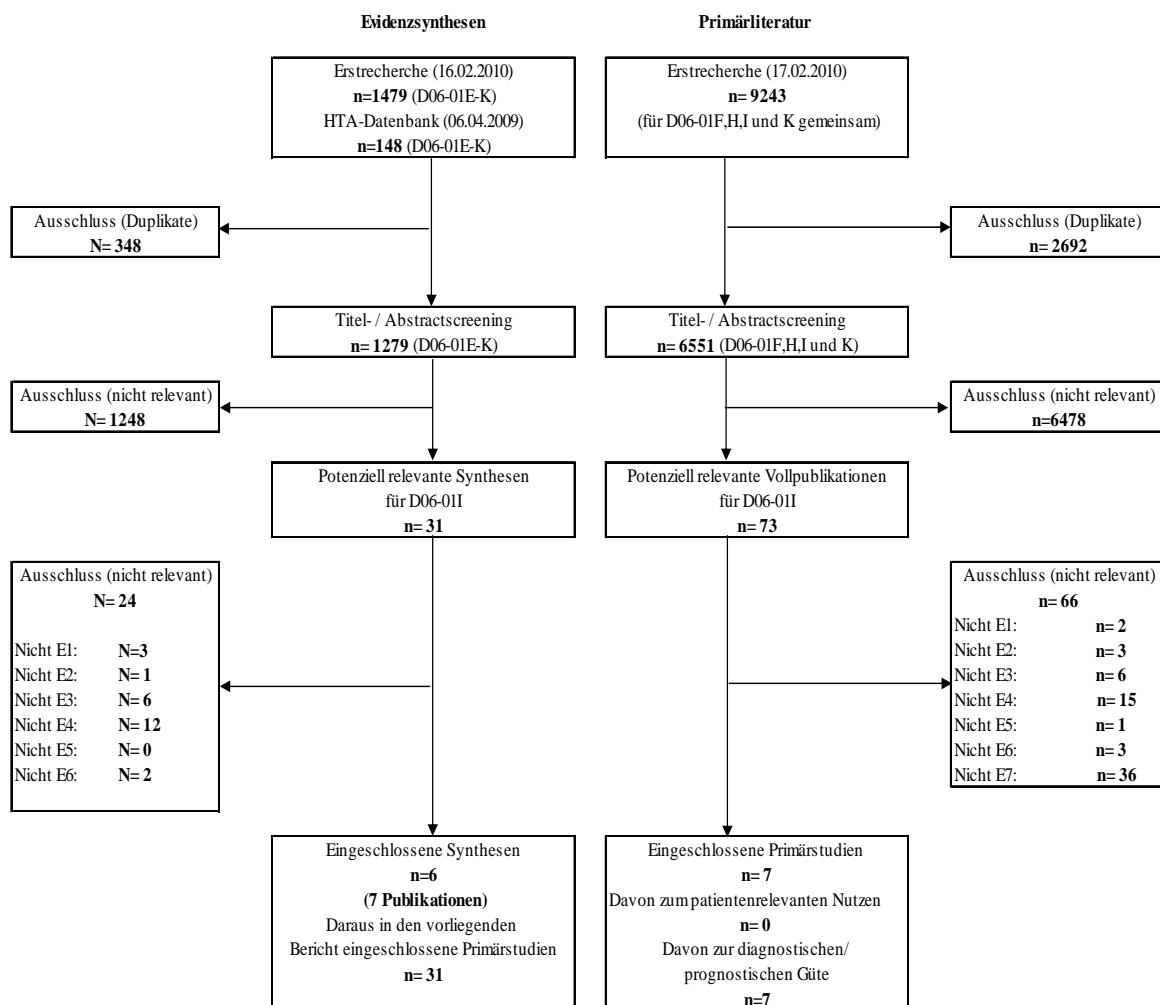 Evidenzsynthesen
Primärliteratur
Erstrecherche (16.02.2010)
n=1479 (D06-01E-K)
HTA-Datenbank (06.04.2009)
n=148 (D06-01E-K)
Erstrecherche (17.02.2010)
n= 9243
(für D06-01F,H,I und K gemeinsam)
Ausschluss (Duplikate)
N= 348
Ausschluss (Duplikate)
n= 2692
Titel- / Abstractscreening
n= 1279 (D06-01E-K)
Titel- / Abstractscreening
n= 6551 (D06-01F,H,I und K)
Ausschluss (nicht relevant)
N= 1248
Ausschluss (nicht relevant)
n=6478
Potenziell relevante Synthesen
für D06-01I
n= 31
Potenziell relevante Vollpublikationen
für D06-01I
n= 73
Ausschluss (nicht relevant)
N= 24
Nicht E1: N=3
Nicht E2: N= 1
Nicht E3: N= 6
Nicht E4: N= 12
Nicht E5: N= 0
Nicht E6: N= 2
Ausschluss (nicht relevant)
n= 66
Nicht E1: n= 2
Nicht E2: n= 3
Nicht E3: n= 6
Nicht E4: n= 15
Nicht E5: n= 1
Nicht E6: n= 3
Nicht E7: n= 36
Eingeschlossene Synthesen
n=6
(7 Publikationen)
Daraus in den vorliegenden
Bericht eingeschlossene Primärstudien
n= 31
Eingeschlossene Primärstudien
n= 7
Davon zum patientenrelevanten Nutzen
n= 0
Davon zur diagnostischen/
prognostischen Güte
n=7